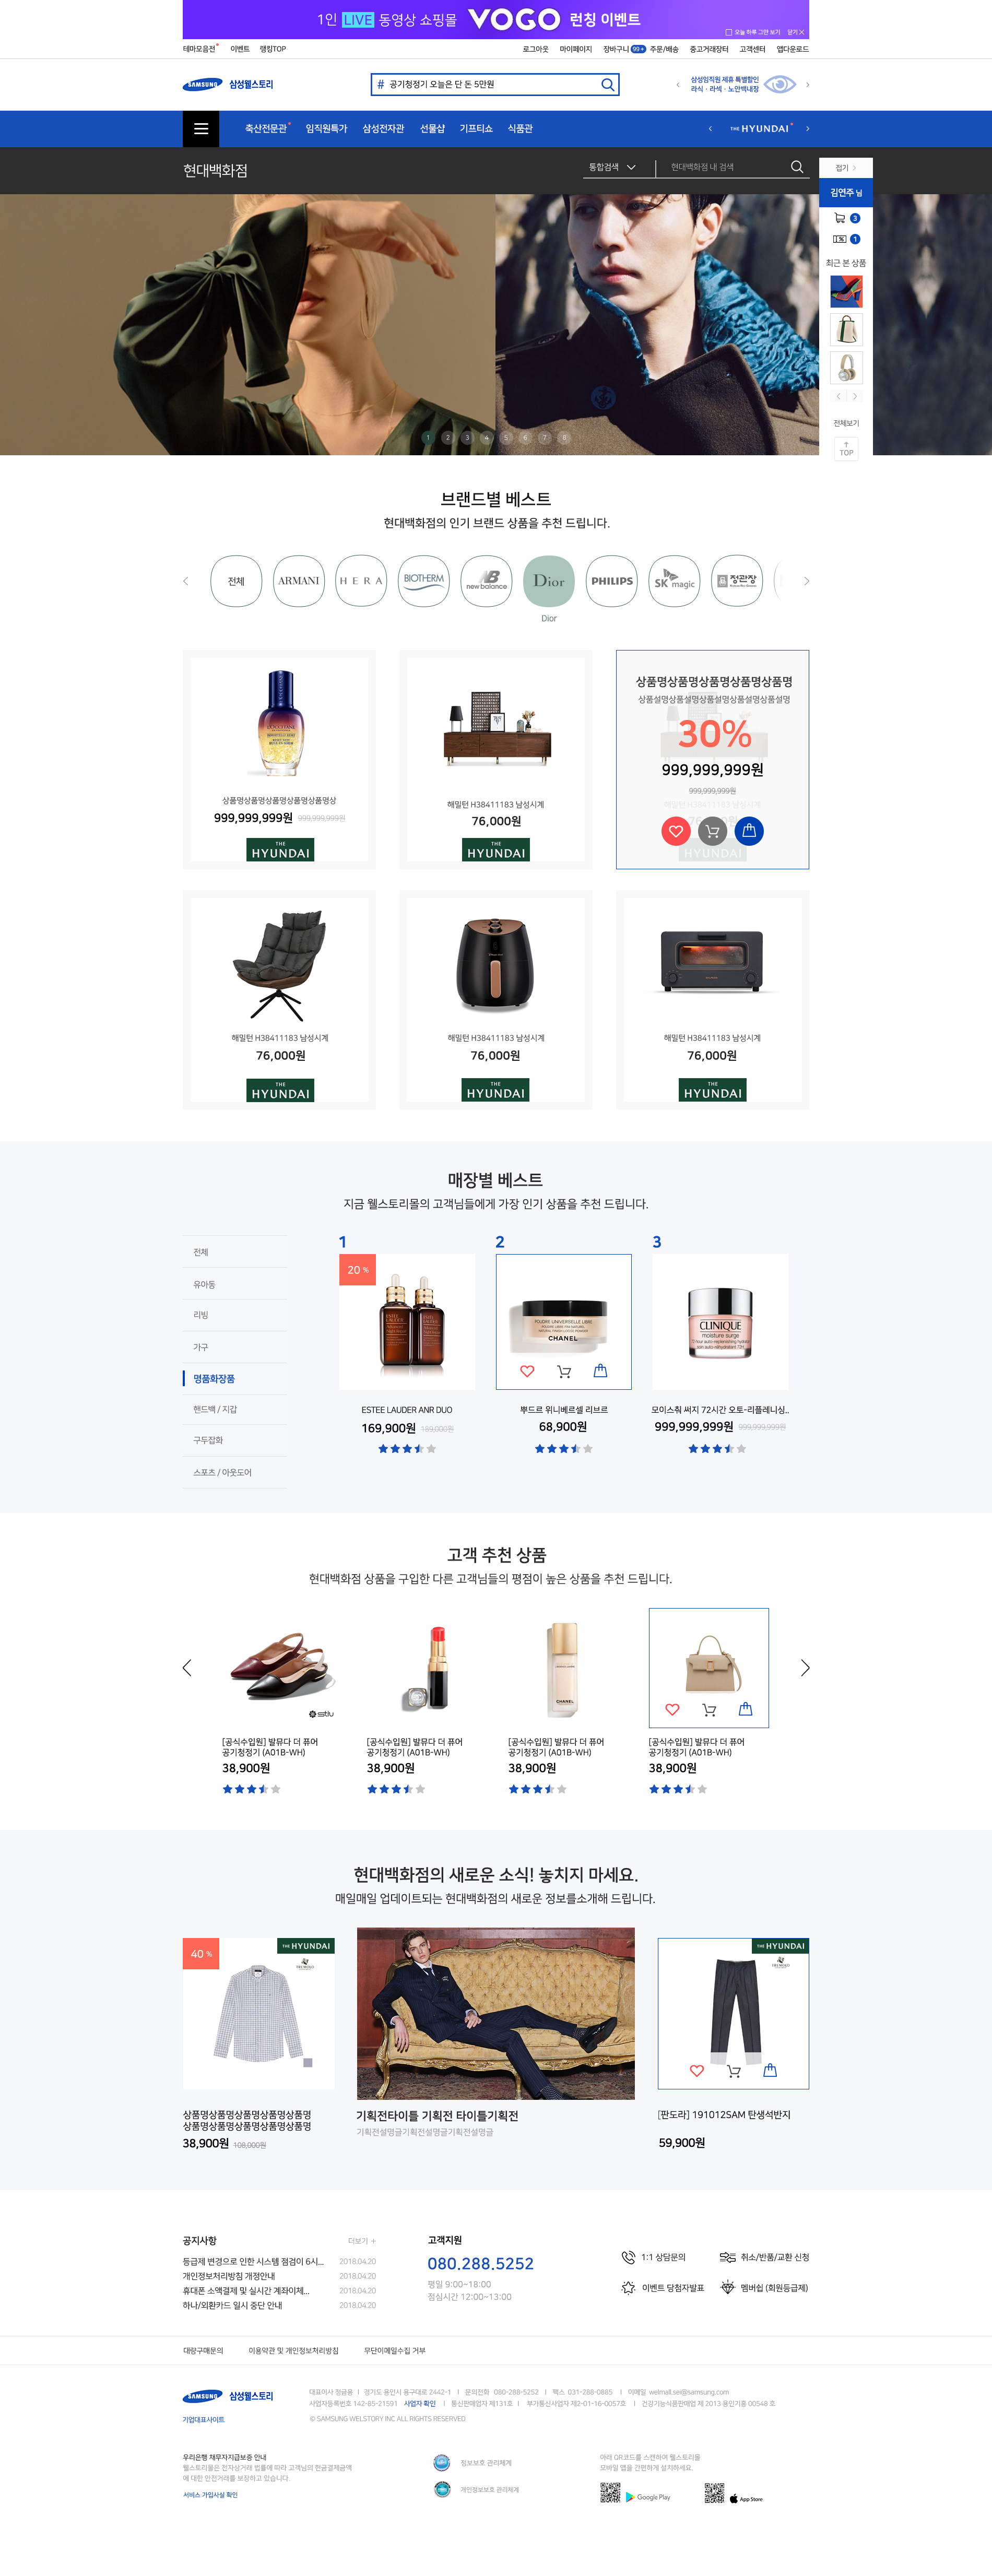 1인 LIVE 동영상 쇼핑몰 VOGO 런칭 이벤트
오늘 하루 그만 보기 닫기
테마모음전 이벤트 랭킹TOP
로그아웃 마이페이지 장바구니 99+ 주문/배송 중고거래장터 고객센터 앱다운로드
SAMSUNG 삼성웰스토리
# 공기청정기 오늘은 단 돈 5만원
삼성임직원 제휴 특별할인
라식 · 라섹 · 노안백내장
축산전문관 임직원특가 삼성전자관 선물샵 기프티쇼 식품관
THE HYUNDAI
현대백화점
통합검색 현대백화점 내 검색
접기
김연주 님
3
1
최근 본 상품
전체보기
TOP
1 2 3 4 5 6 7 8
브랜드별 베스트
현대백화점의 인기 브랜드 상품을 추천 드립니다.
전체 ARMANI HERA BIOTHERM new balance Dior PHILIPS SK magic 정관장
Dior
상품명상품명상품명상품명상품명상
999,999,999원 999,999,999원
THE HYUNDAI
해밀턴 H38411183 남성시계
76,000원
THE HYUNDAI
상품명상품명상품명상품명상품명
상품설명상품설명상품설명상품설명상품설명
30%
999,999,999원
999,999,999원
해밀턴 H38411183 남성시계
THE HYUNDAI
해밀턴 H38411183 남성시계
76,000원
THE HYUNDAI
해밀턴 H38411183 남성시계
76,000원
THE HYUNDAI
해밀턴 H38411183 남성시계
76,000원
THE HYUNDAI
매장별 베스트
지금 웰스토리몰의 고객님들에게 가장 인기 상품을 추천 드립니다.
전체
유아동
리빙
가구
명품화장품
핸드백 / 지갑
구두잡화
스포츠 / 아웃도어
1
20 %
ESTEE LAUDER ANR DUO
169,900원 189,000원
2
CHANEL
뿌드르 위니베르셀 리브르
68,900원
3
CLINIQUE
moisture surge
모이스춰 써지 72시간 오토-리플레니싱..
999,999,999원 999,999,999원
고객 추천 상품
현대백화점 상품을 구입한 다른 고객님들의 평점이 높은 상품을 추천 드립니다.
sstiu
[공식수입원] 발뮤다 더 퓨어
공기청정기 (A01B-WH)
38,900원
[공식수입원] 발뮤다 더 퓨어
공기청정기 (A01B-WH)
38,900원
CHANEL
[공식수입원] 발뮤다 더 퓨어
공기청정기 (A01B-WH)
38,900원
[공식수입원] 발뮤다 더 퓨어
공기청정기 (A01B-WH)
38,900원
현대백화점의 새로운 소식! 놓치지 마세요.
매일매일 업데이트되는 현대백화점의 새로운 정보를소개해 드립니다.
40 %
THE HYUNDAI
상품명상품명상품명상품명상품명
상품명상품명상품명상품명상품명
38,900원 108,000원
기획전타이틀 기획전 타이틀기획전
기획전설명글기획전설명글기획전설명글
THE HYUNDAI
[판도라] 191012SAM 탄생석반지
59,900원
공지사항 더보기 +
등급제 변경으로 인한 시스템 점검이 6시... 2018.04.20
개인정보처리방침 개정안내 2018.04.20
휴대폰 소액결제 및 실시간 계좌이체... 2018.04.20
하나/외환카드 일시 중단 안내 2018.04.20
고객지원
080.288.5252
평일 9:00~18:00
점심시간 12:00~13:00
1:1 상담문의 취소/반품/교환 신청
이벤트 당첨자발표 멤버쉽 (회원등급제)
대량구매문의 이용약관 및 개인정보처리방침 무단이메일수집 거부
SAMSUNG 삼성웰스토리
기업대표사이트
대표이사 정금용 | 경기도 용인시 용구대로 2442-1 | 문의전화 080-288-5252 | 팩스 031-288-0885 | 이메일 welmall.sei@samsung.com
사업자등록번호 142-85-21591 사업자 확인 | 통신판매업자 제131호 | 부가통신사업자 제2-01-16-0057호 | 건강기능식품판매업 제 2013 용인기흥 00548 호
© SAMSUNG WELSTORY INC ALL RIGHTS RESERVED
우리은행 채무지급보증 안내
웰스토리몰은 전자상거래 법률에 따라 고객님의 현금결제금액
에 대한 안전거래를 보장하고 있습니다.
서비스 가입사실 확인
정보보호 관리체계
개인정보보호 관리체계
아래 QR코드를 스캔하여 웰스토리몰
모바일 앱을 간편하게 설치하세요.
Google Play App Store